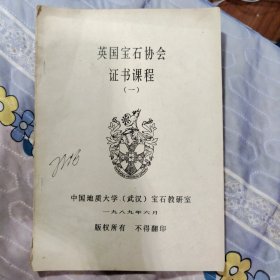 英国宝石协会
证书课程
(一)
中国地质大学(武汉)宝石教研室
一九八九年六月
版权所有 不得翻印